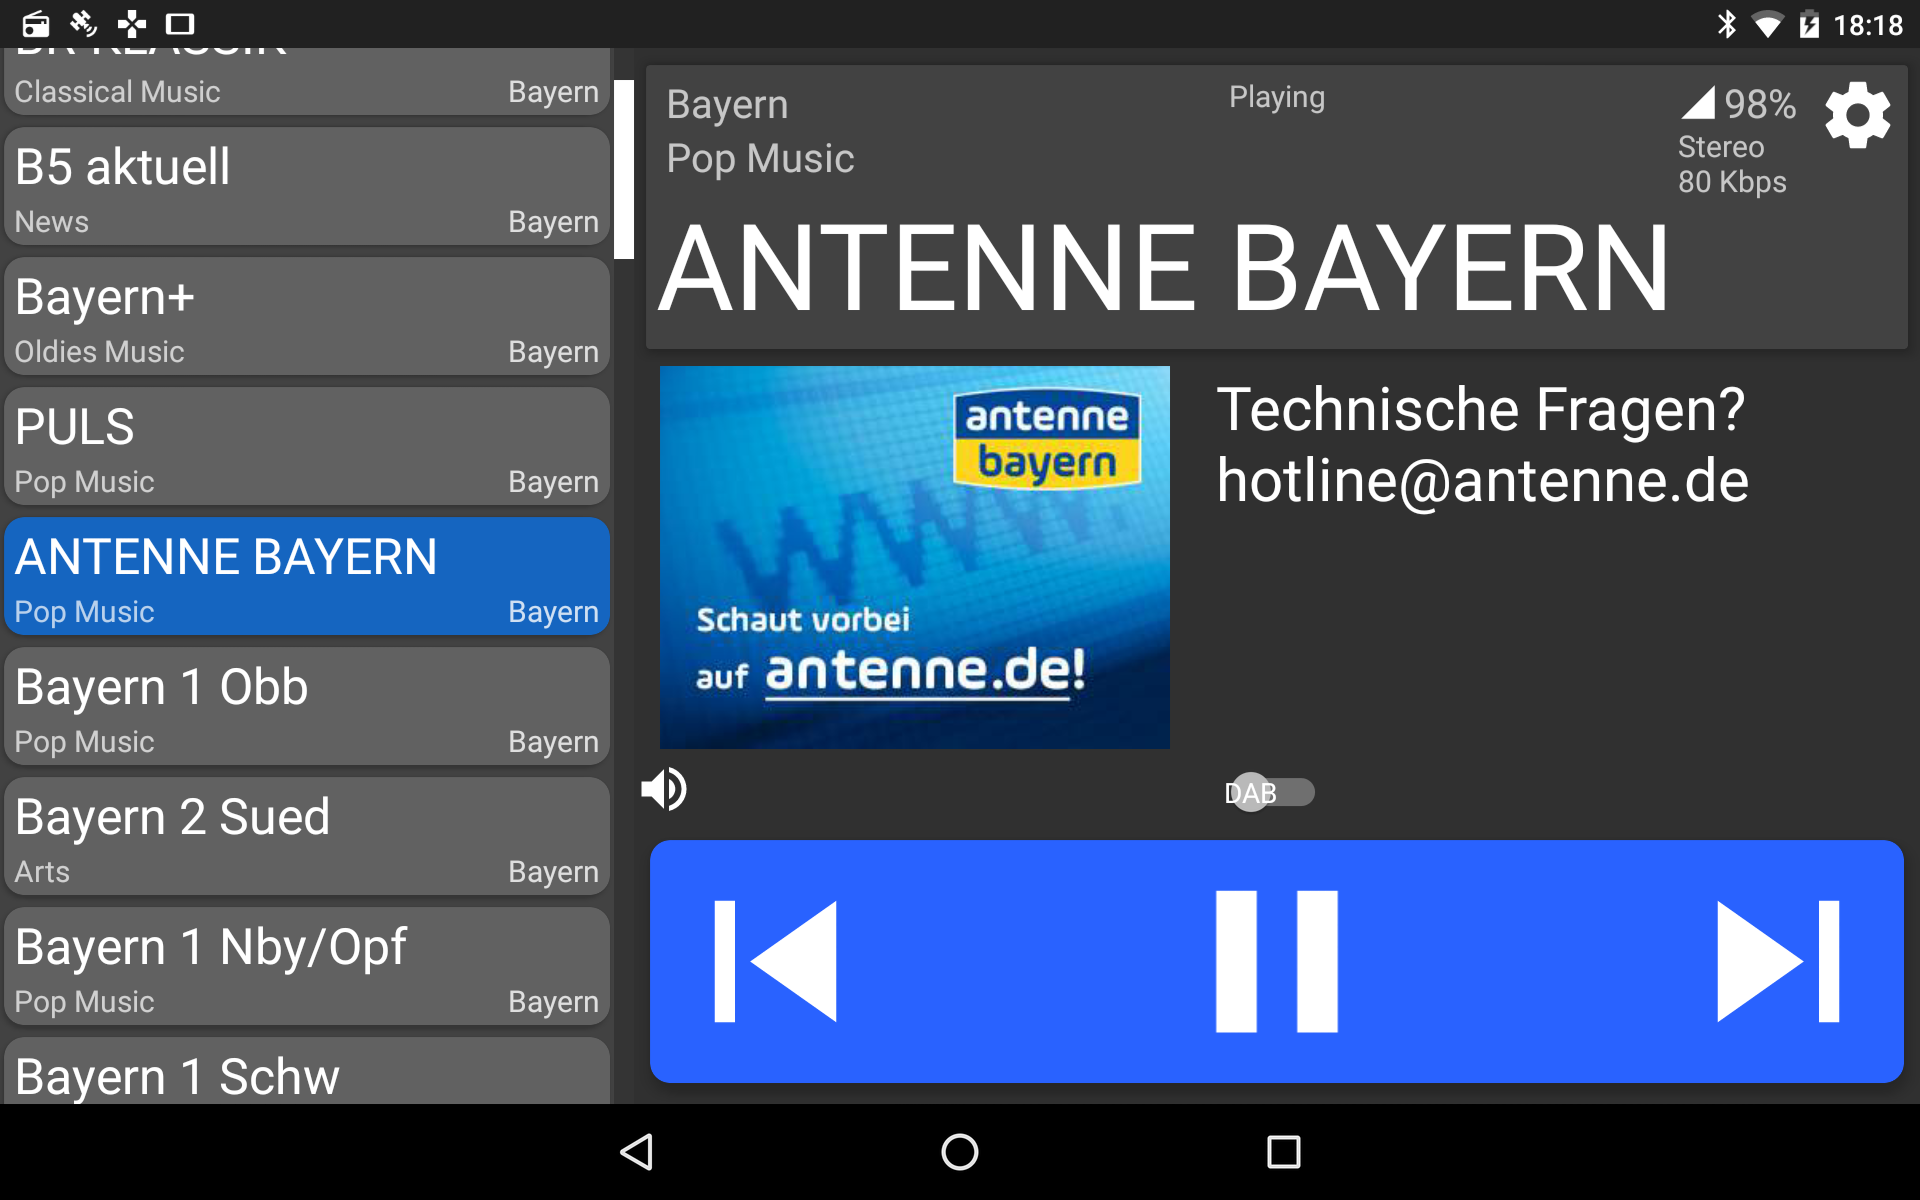 18:18
BR-KLASSIK
Classical Music Bayern
B5 aktuell
News Bayern
Bayern+
Oldies Music Bayern
PULS
Pop Music Bayern
ANTENNE BAYERN
Pop Music Bayern
Bayern 1 Obb
Pop Music Bayern
Bayern 2 Sued
Arts Bayern
Bayern 1 Nby/Opf
Pop Music Bayern
Bayern 1 Schw
Bayern
Pop Music
Playing
98%
Stereo
80 Kbps
ANTENNE BAYERN
antenne
bayern
www.
Schaut vorbei
auf antenne.de!
Technische Fragen?
hotline@antenne.de
DAB